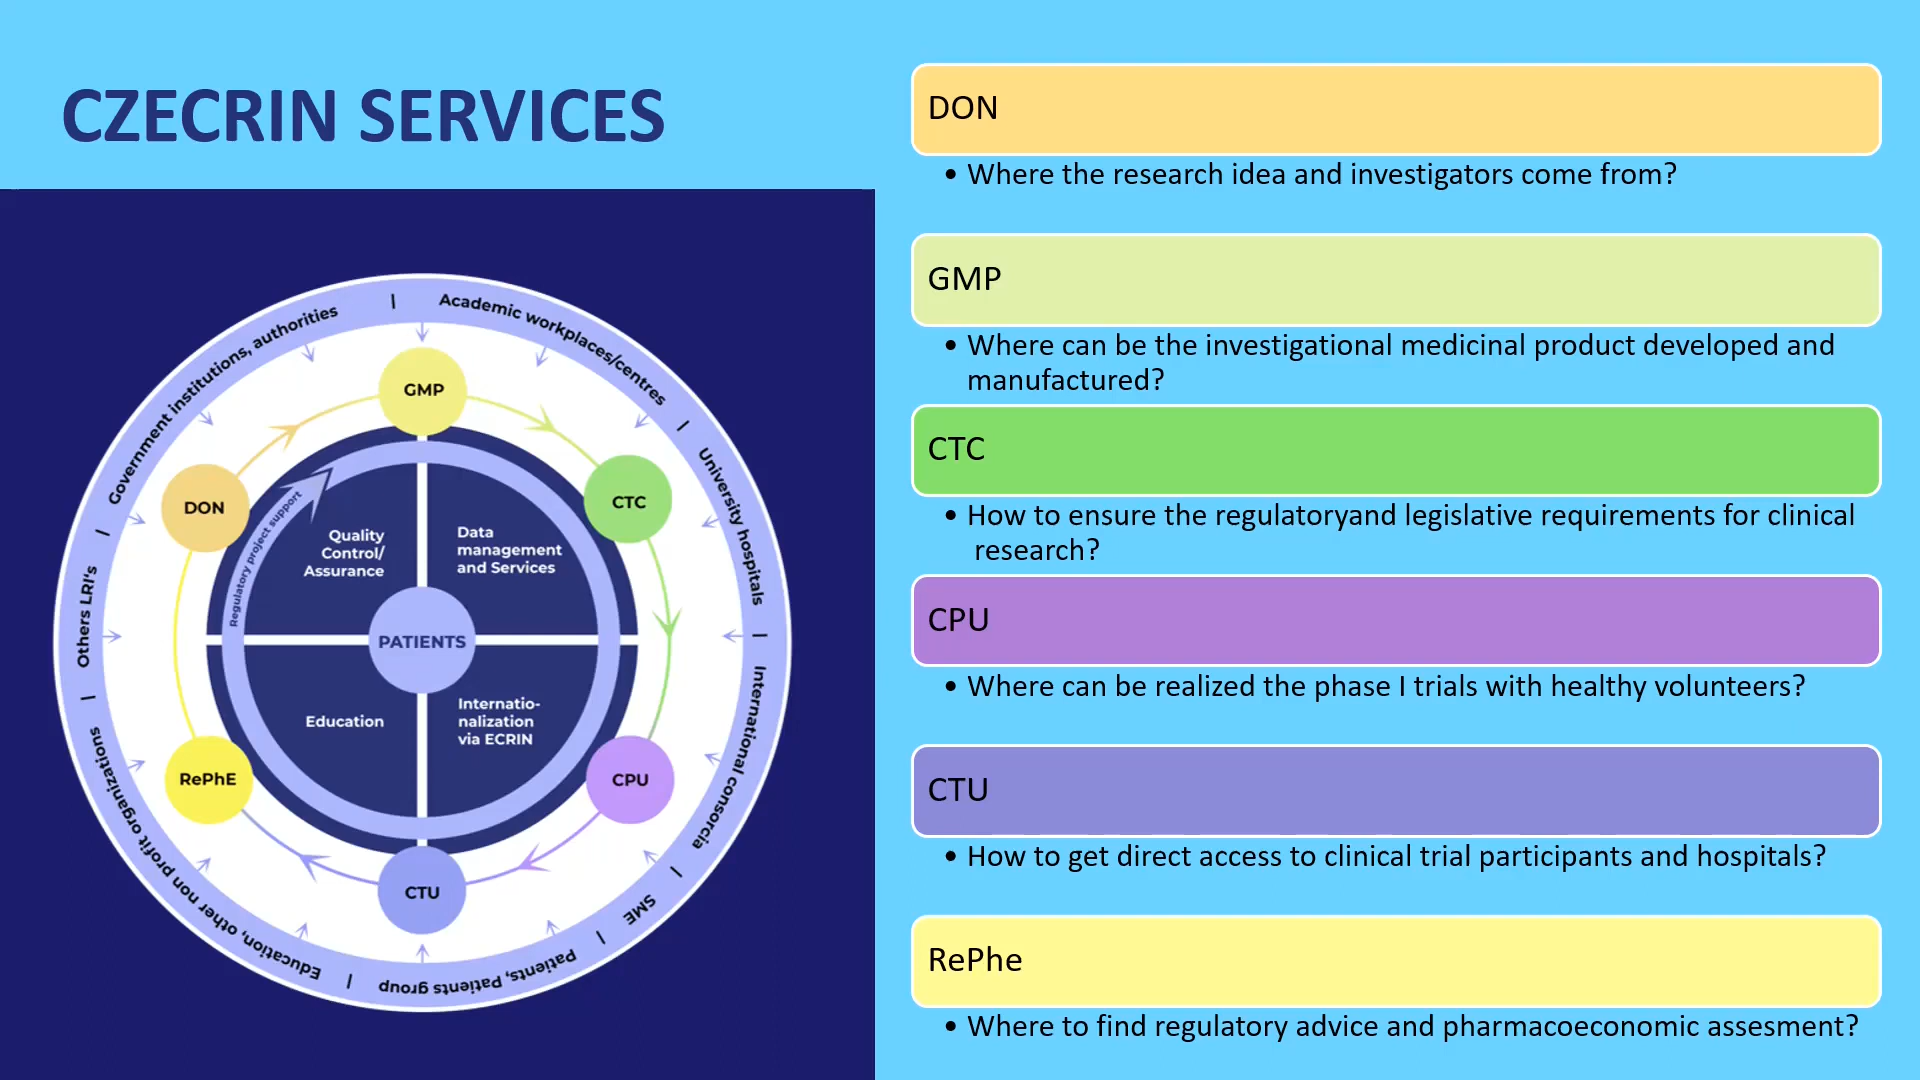 CZECRIN SERVICES
Government institutions, authorities | Academic workplaces/centres | University hospitals | International consorcia | SME | Patients, Patients group | Education, other non profit organizations | Others LRI's |
GMP
DON
CTC
Regulatory project support
Quality
Control/
Assurance
Data
management
and Services
PATIENTS
Education
Internatio-
nalization
via ECRIN
RePhE
CPU
CTU
DON
• Where the research idea and investigators come from?
GMP
• Where can be the investigational medicinal product developed and
manufactured?
CTC
• How to ensure the regulatoryand legislative requirements for clinical
research?
CPU
• Where can be realized the phase I trials with healthy volunteers?
CTU
• How to get direct access to clinical trial participants and hospitals?
RePhe
• Where to find regulatory advice and pharmacoeconomic assesment?